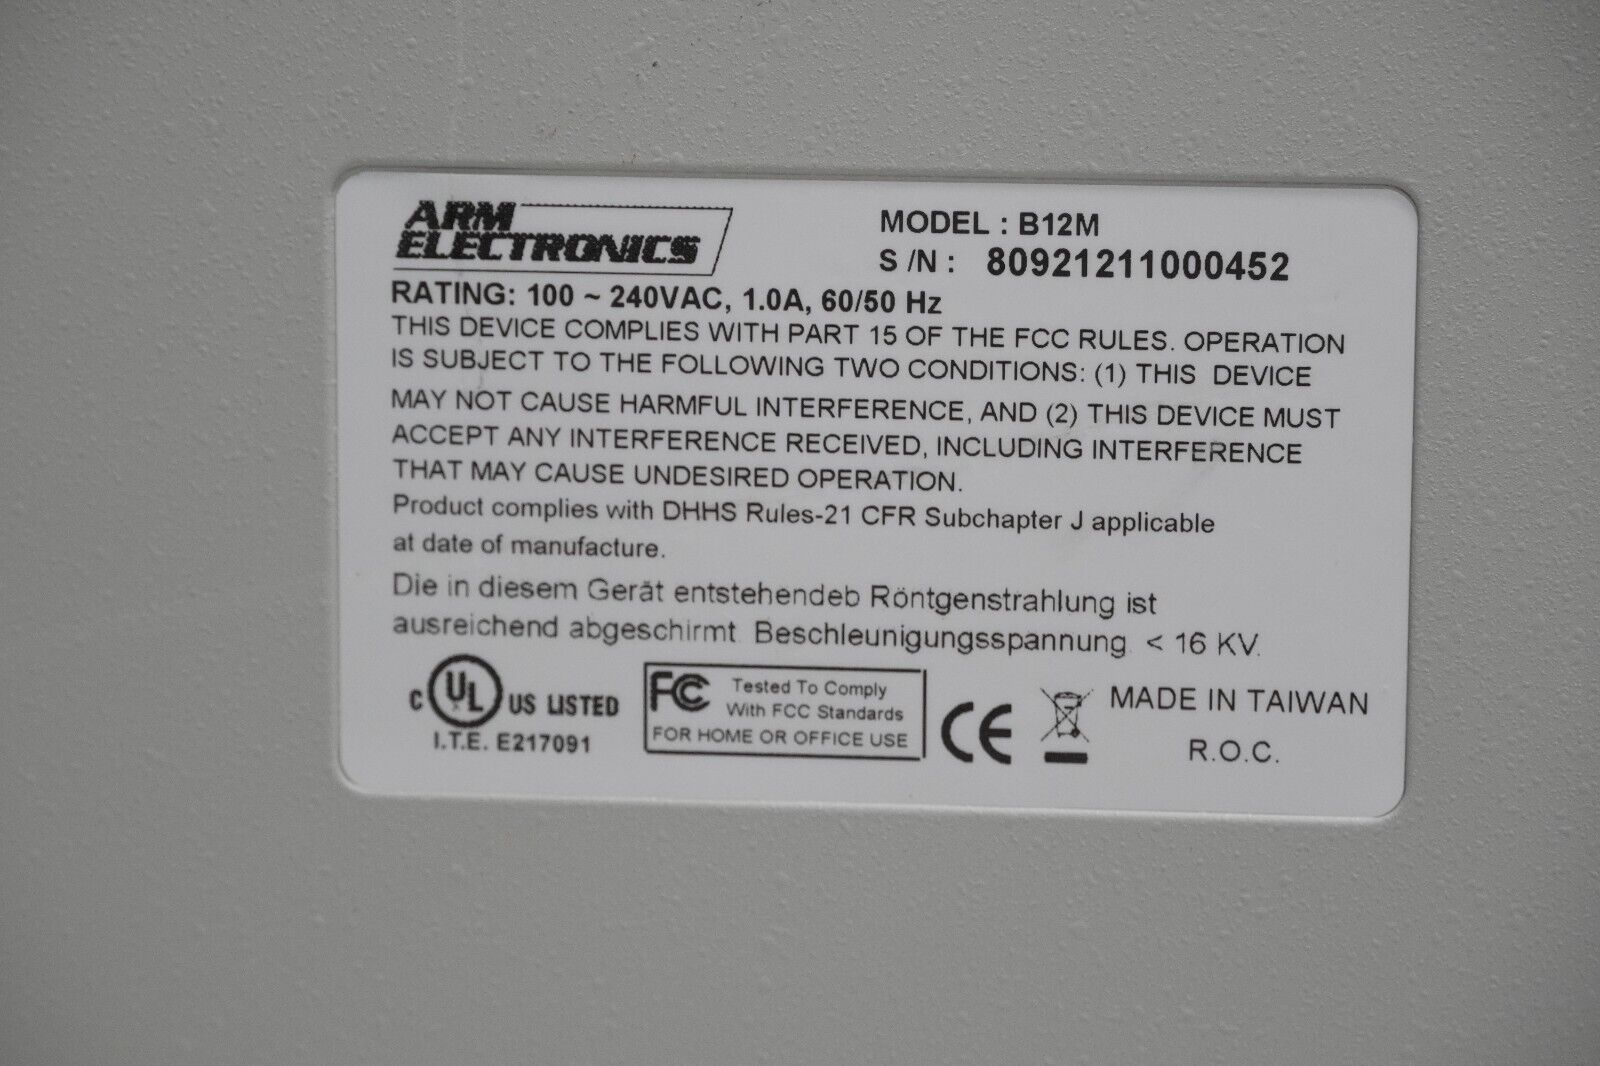 ARM
ELECTRONICS
MODEL : B12M
S /N : 80921211000452
RATING: 100 ~ 240VAC, 1.0A, 60/50 Hz
THIS DEVICE COMPLIES WITH PART 15 OF THE FCC RULES. OPERATION
IS SUBJECT TO THE FOLLOWING TWO CONDITIONS: (1) THIS DEVICE
MAY NOT CAUSE HARMFUL INTERFERENCE, AND (2) THIS DEVICE MUST
ACCEPT ANY INTERFERENCE RECEIVED, INCLUDING INTERFERENCE
THAT MAY CAUSE UNDESIRED OPERATION.
Product complies with DHHS Rules-21 CFR Subchapter J applicable
at date of manufacture.
Die in diesem Gerät entstehendeb Röntgenstrahlung ist
ausreichend abgeschirmt Beschleunigungsspannung < 16 KV.
C UL US LISTED
I.T.E. E217091
FC Tested To Comply
With FCC Standards
FOR HOME OR OFFICE USE
CE
MADE IN TAIWAN
R.O.C.